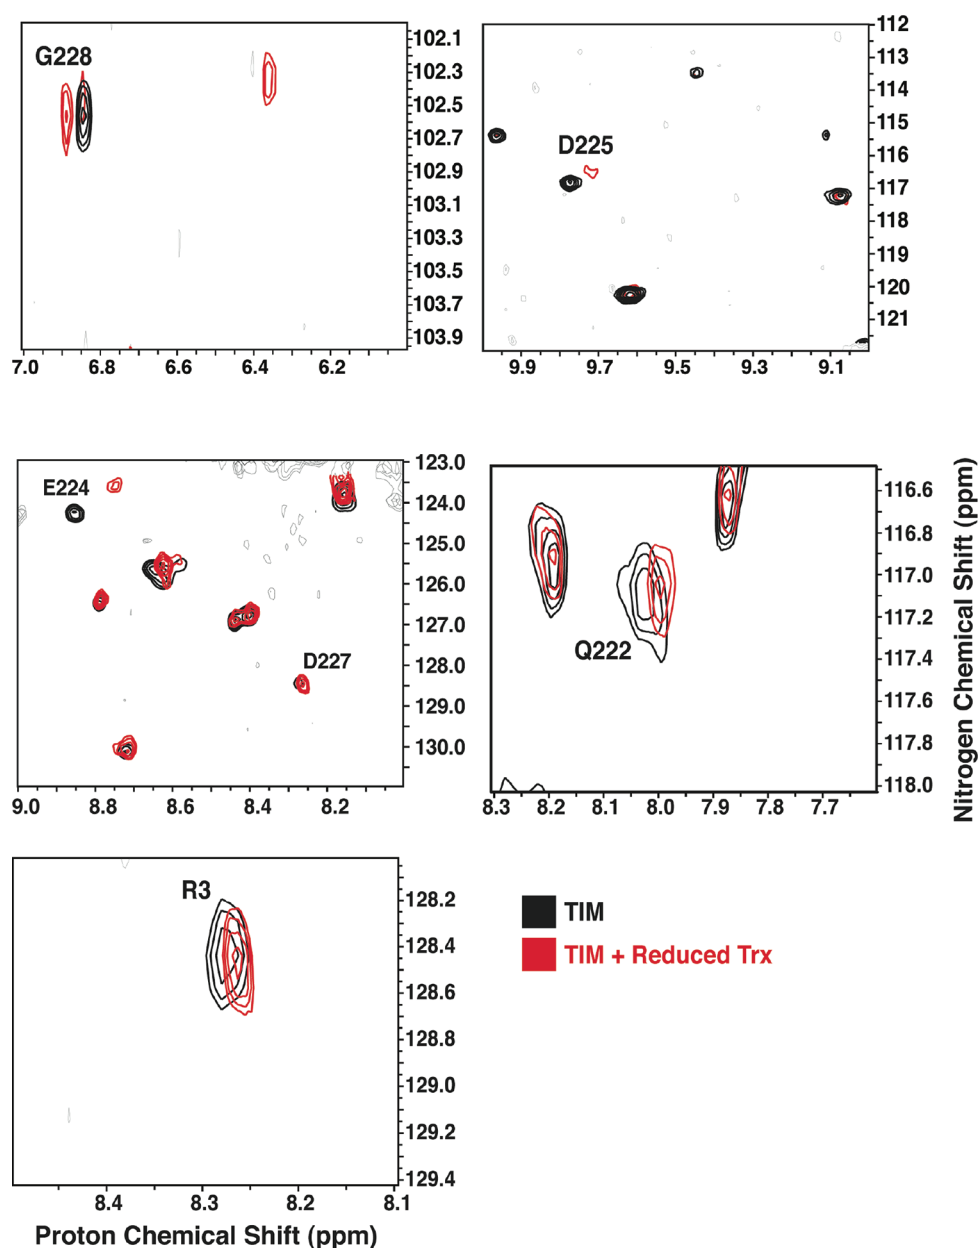 G228
102.1
102.3
102.5
102.7
102.9
103.1
103.3
103.5
103.7
103.9
7.0 6.8 6.6 6.4 6.2
D225
112
113
114
115
116
117
118
119
120
121
9.9 9.7 9.5 9.3 9.1
E224
D227
123.0
124.0
125.0
126.0
127.0
128.0
129.0
130.0
9.0 8.8 8.6 8.4 8.2
Q222
116.6
116.8
117.0
117.2
117.4
117.6
117.8
118.0
8.3 8.2 8.1 8.0 7.9 7.8 7.7
Nitrogen Chemical Shift (ppm)
R3
128.2
128.4
128.6
128.8
129.0
129.2
129.4
8.4 8.3 8.2 8.1
Proton Chemical Shift (ppm)
TIM
TIM + Reduced Trx